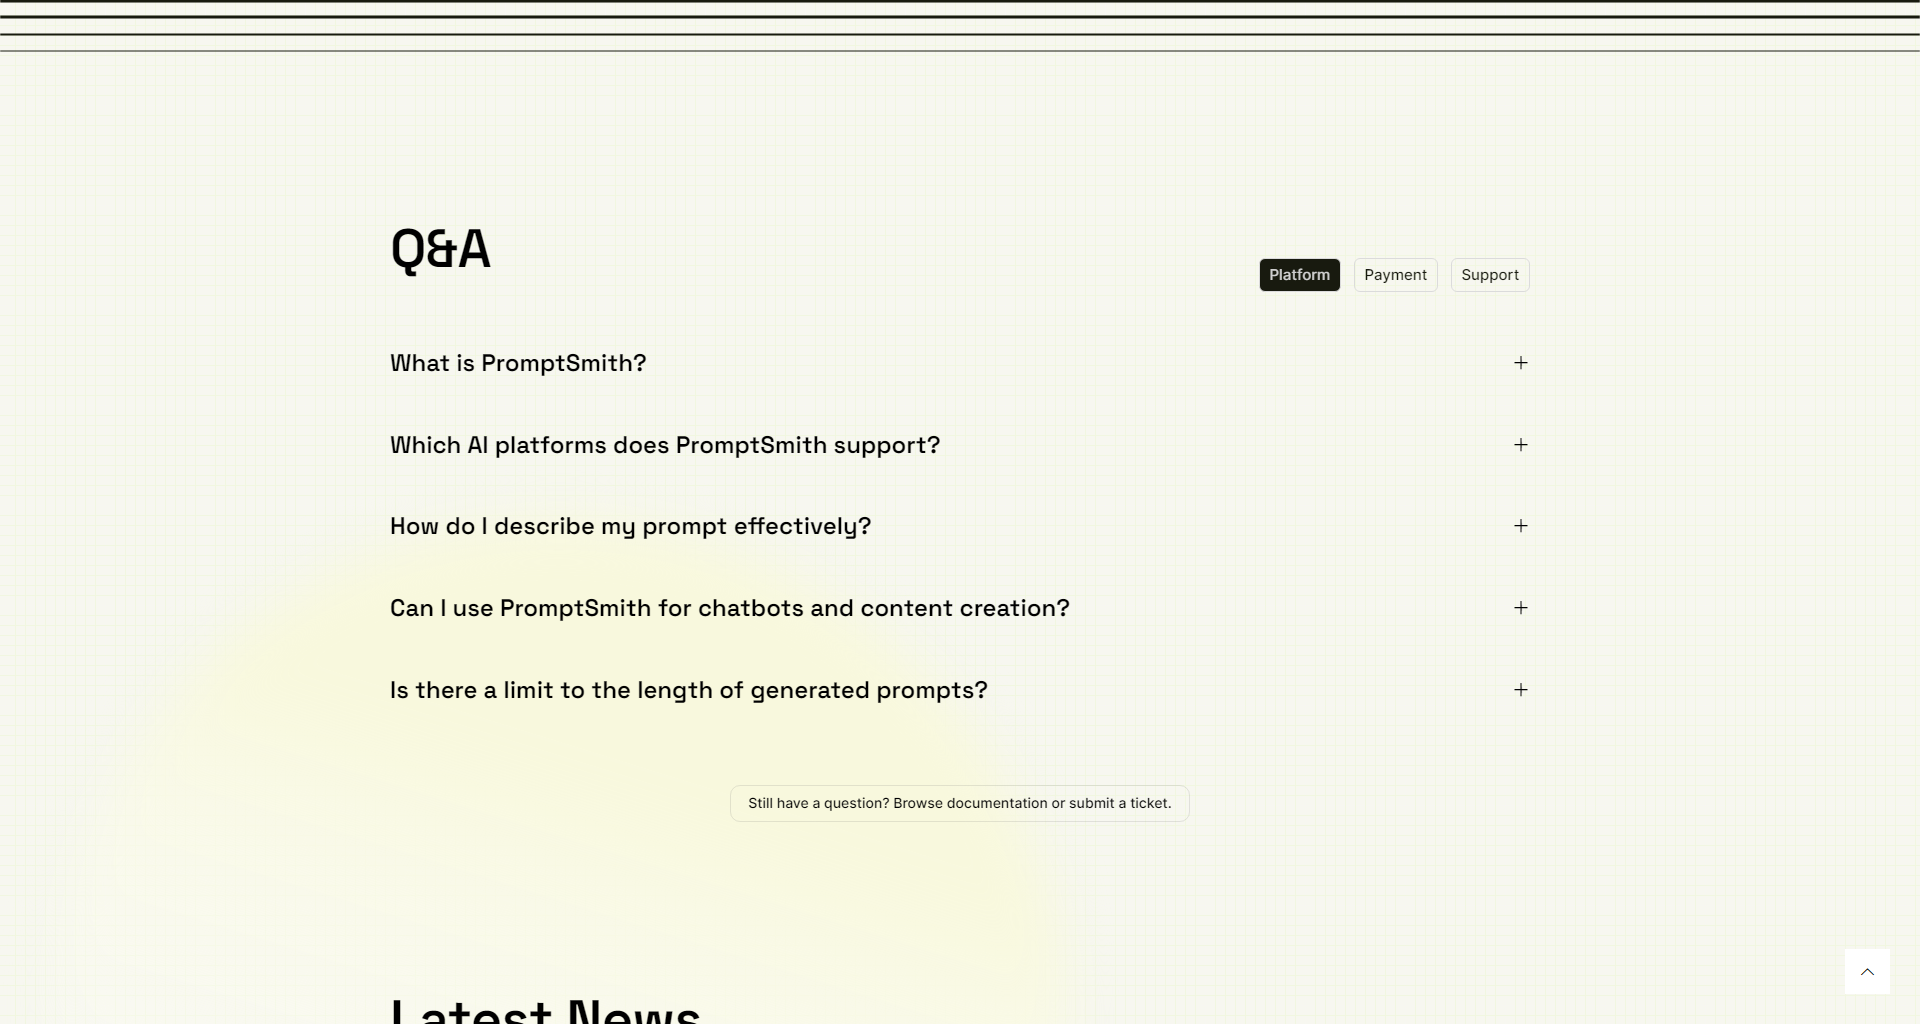 Q&A
Platform
Payment
Support
What is PromptSmith?
Which AI platforms does PromptSmith support?
How do I describe my prompt effectively?
Can I use PromptSmith for chatbots and content creation?
Is there a limit to the length of generated prompts?
Still have a question? Browse documentation or submit a ticket.
Latest News